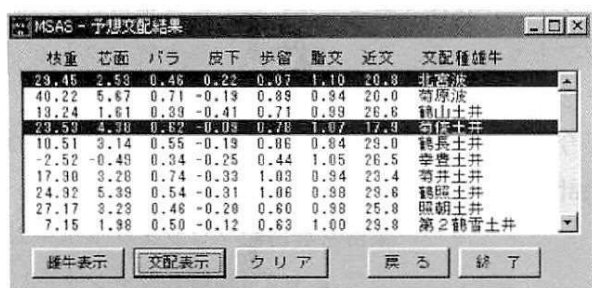 MSAS - 予想交配結果
枝重 芯面 バラ 皮下 歩留 脂交 近交 交配種雄牛
29.45 2.53 0.46 0.22 0.07 1.10 20.8 北宮波
40.22 5.67 0.71 -0.19 0.89 0.94 20.0 菊原波
13.24 1.61 0.39 -0.41 0.71 0.99 26.6 鶴山土井
23.53 4.38 0.62 -0.09 0.78 1.07 17.9 菊俊土井
10.51 3.14 0.55 -0.19 0.86 0.84 29.0 鶴長土井
-2.52 -0.49 0.34 -0.25 0.44 1.05 26.5 幸豊土井
17.90 3.28 0.74 -0.33 1.03 0.94 23.4 菊井土井
24.92 5.39 0.54 -0.31 1.06 0.98 29.6 鶴照土井
27.17 3.23 0.46 -0.28 0.60 0.98 25.8 照朝土井
7.15 1.98 0.50 -0.12 0.63 1.00 29.8 第2鶴雪土井
雌牛表示 交配表示 クリア 戻る 終了